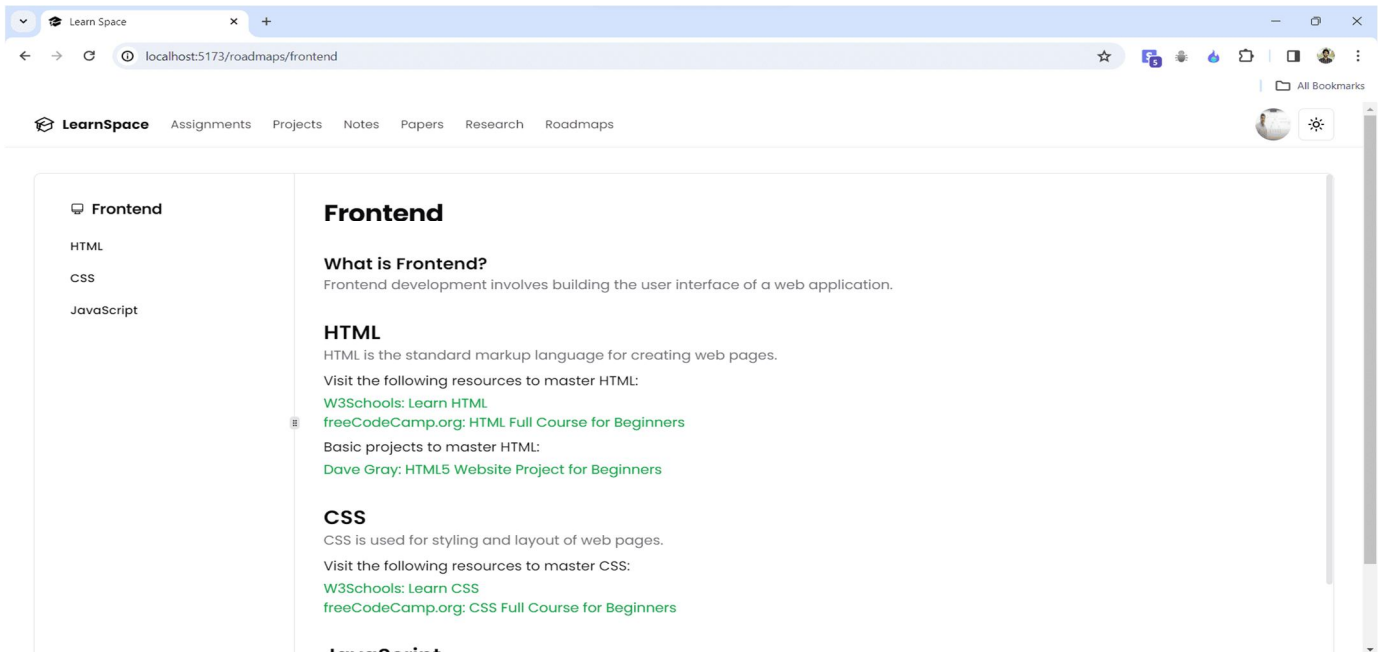 Learn Space
localhost:5173/roadmaps/frontend
5
All Bookmarks
LearnSpace Assignments Projects Notes Papers Research Roadmaps
Frontend
HTML
CSS
JavaScript
Frontend
What is Frontend?
Frontend development involves building the user interface of a web application.
HTML
HTML is the standard markup language for creating web pages.
Visit the following resources to master HTML:
W3Schools: Learn HTML
freeCodeCamp.org: HTML Full Course for Beginners
Basic projects to master HTML:
Dave Gray: HTML5 Website Project for Beginners
CSS
CSS is used for styling and layout of web pages.
Visit the following resources to master CSS:
W3Schools: Learn CSS
freeCodeCamp.org: CSS Full Course for Beginners
JavaScript